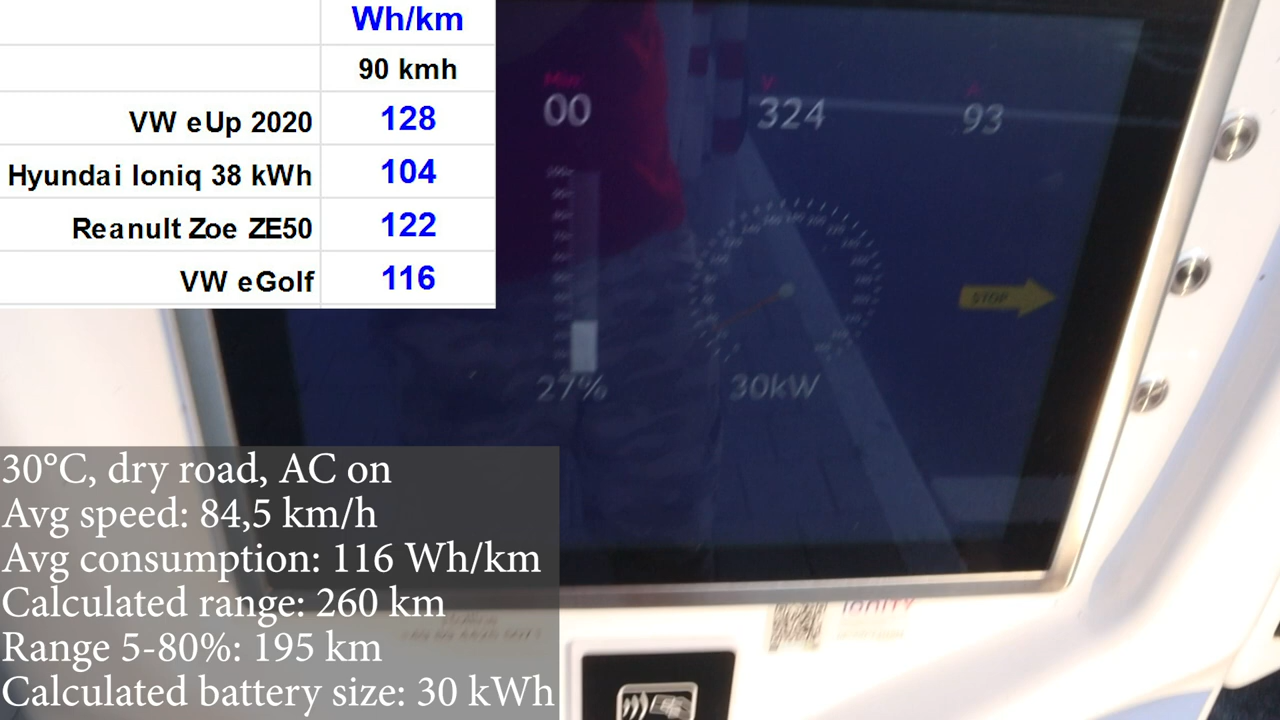 Wh/km
90 kmh
VW eUp 2020 128
Hyundai Ioniq 38 kWh 104
Reanult Zoe ZE50 122
VW eGolf 116
Min V A
00 324 93
STOP
27% 30kW
30°C, dry road, AC on
Avg speed: 84,5 km/h
Avg consumption: 116 Wh/km
Calculated range: 260 km
Range 5-80%: 195 km
Calculated battery size: 30 kWh